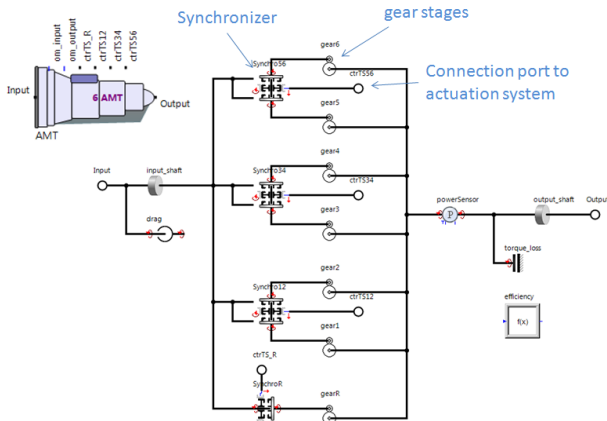 Synchronizer
gear stages
om_input
om_output
ctrTS_R
ctrTS12
ctrTS34
ctrTS56
Input
6 AMT
Output
AMT
gear6
Synchro56
ctrTS56
Connection port to
actuation system
gear5
gear4
Synchro34
ctrTS34
Input
input_shaft
gear3
drag
powerSensor
P
output_shaft
Outpu
torque_loss
gear2
Synchro12
ctrTS12
efficiency
f(x)
gear1
ctrTS_R
SynchroR
gearR